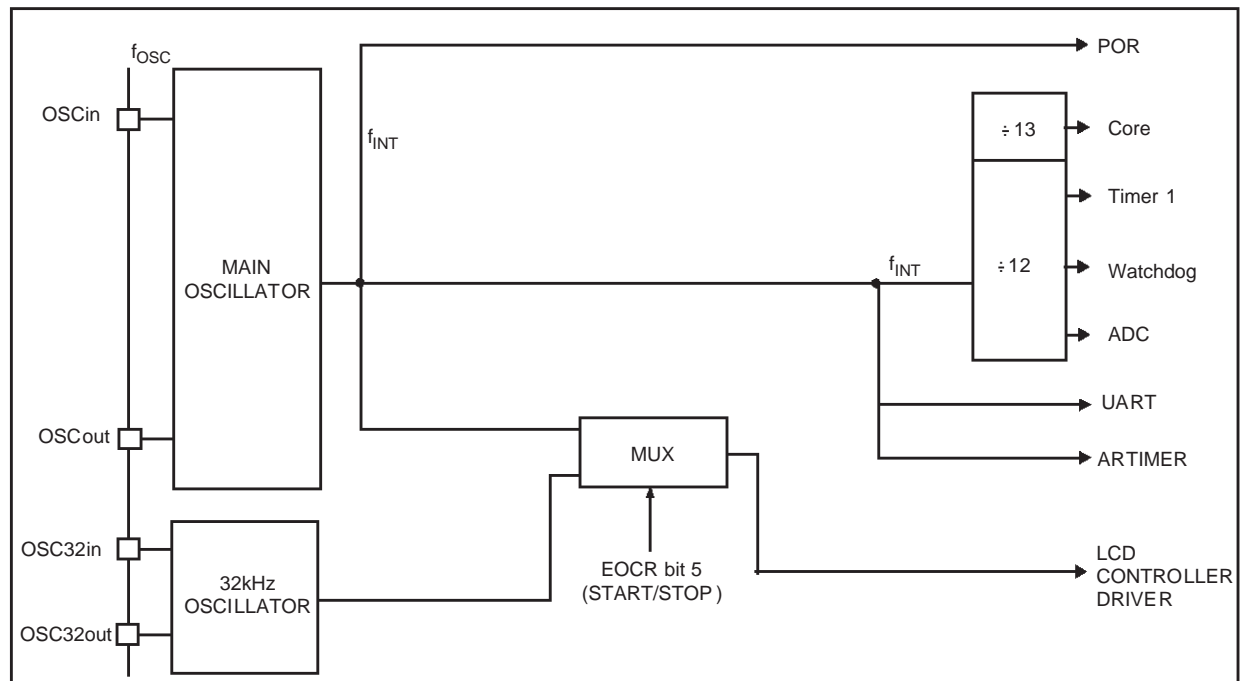 fOSC
POR
OSCin
÷13
Core
fINT
Timer 1
MAIN
OSCILLATOR
fINT
÷12
Watchdog
ADC
UART
OSCout
MUX
ARTIMER
OSC32in
32kHz
OSCILLATOR
EOCR bit 5
(START/STOP)
LCD
CONTROLLER
DRIVER
OSC32out